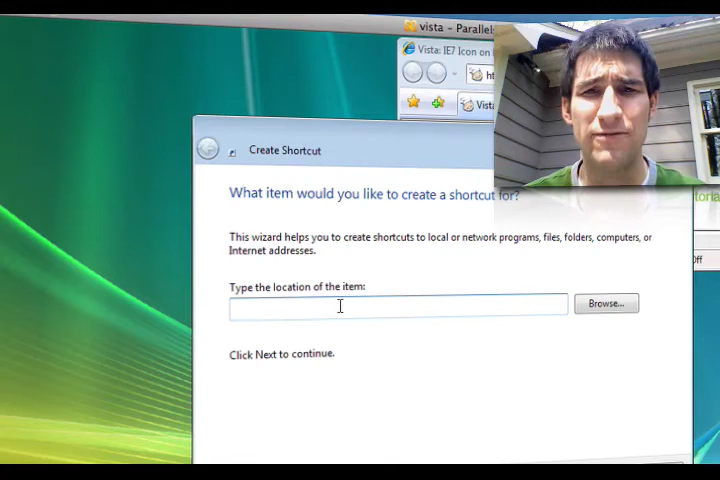 vista - Parallels
Vista: IE7 Icon on
Vista
Create Shortcut
What item would you like to create a shortcut for?
This wizard helps you to create shortcuts to local or network programs, files, folders, computers, or
Internet addresses.
Type the location of the item:
Browse...
Click Next to continue.